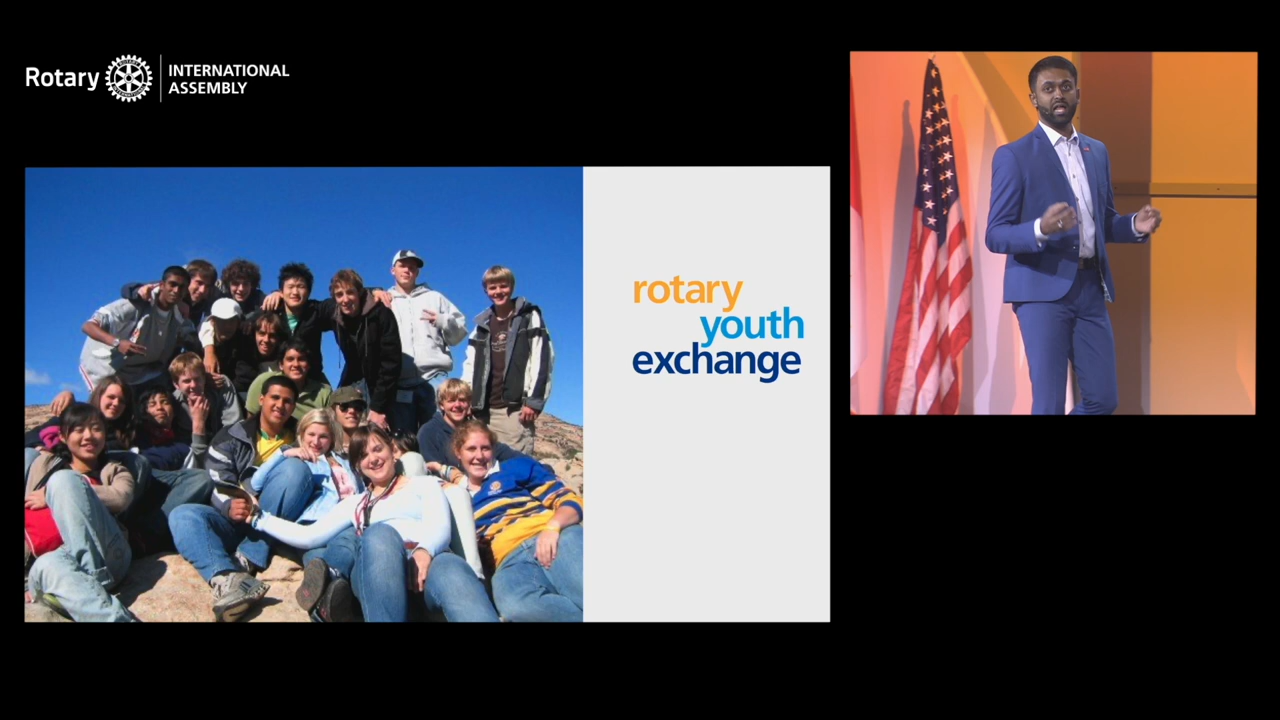 Rotary
INTERNATIONAL
ASSEMBLY
rotary
youth
exchange